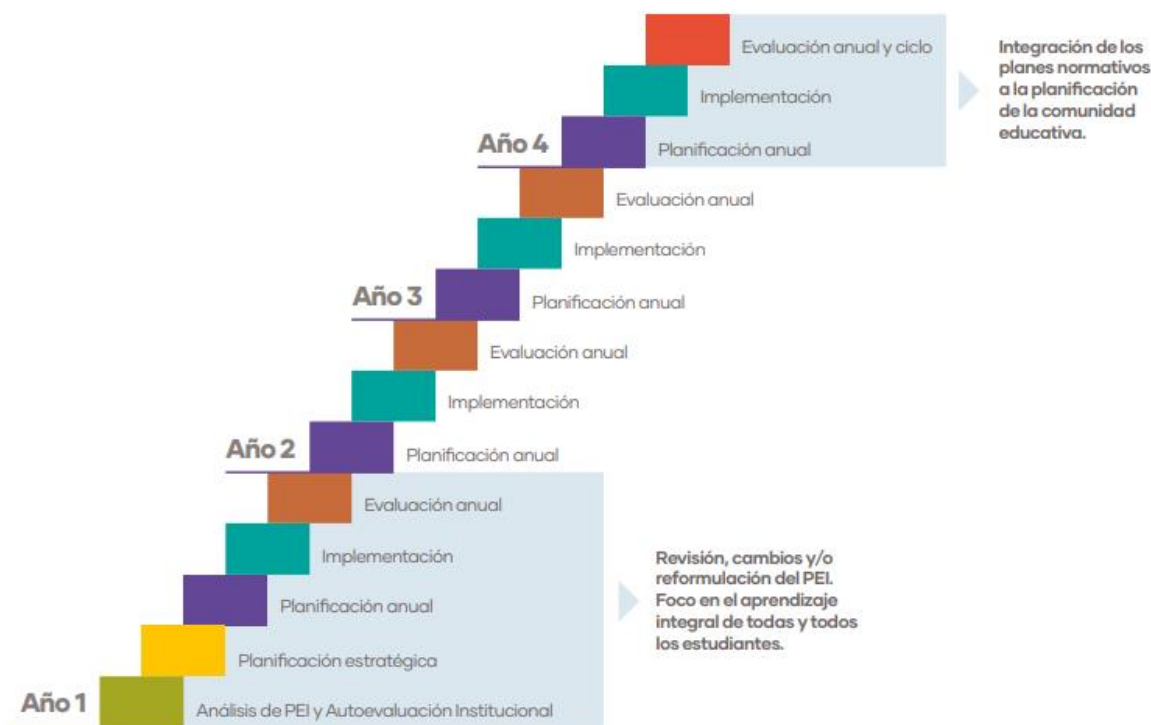 Evaluación anual y ciclo
Implementación
Año 4
Planificación anual
Integración de los
planes normativos
a la planificación
de la comunidad
educativa.
Evaluación anual
Implementación
Año 3
Planificación anual
Evaluación anual
Implementación
Año 2
Planificación anual
Evaluación anual
Implementación
Planificación anual
Planificación estratégica
Año 1
Análisis de PEI y Autoevaluación Institucional
Revisión, cambios y/o
reformulación del PEI.
Foco en el aprendizaje
integral de todas y todos
los estudiantes.